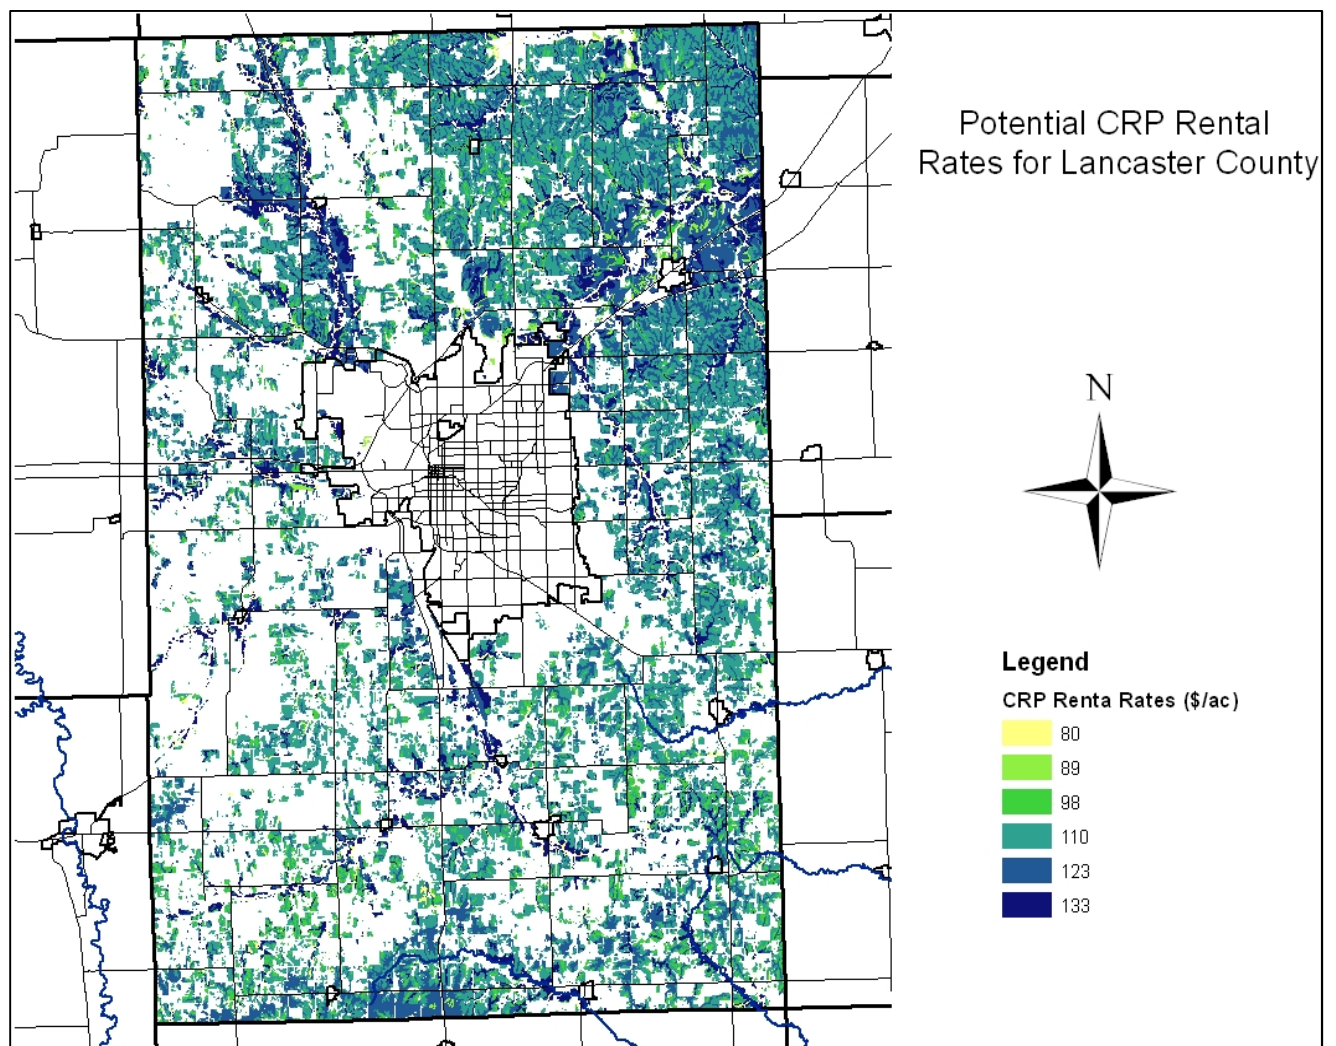 Potential CRP Rental
Rates for Lancaster County
N
Legend
CRP Renta Rates ($/ac)
80
89
98
110
123
133